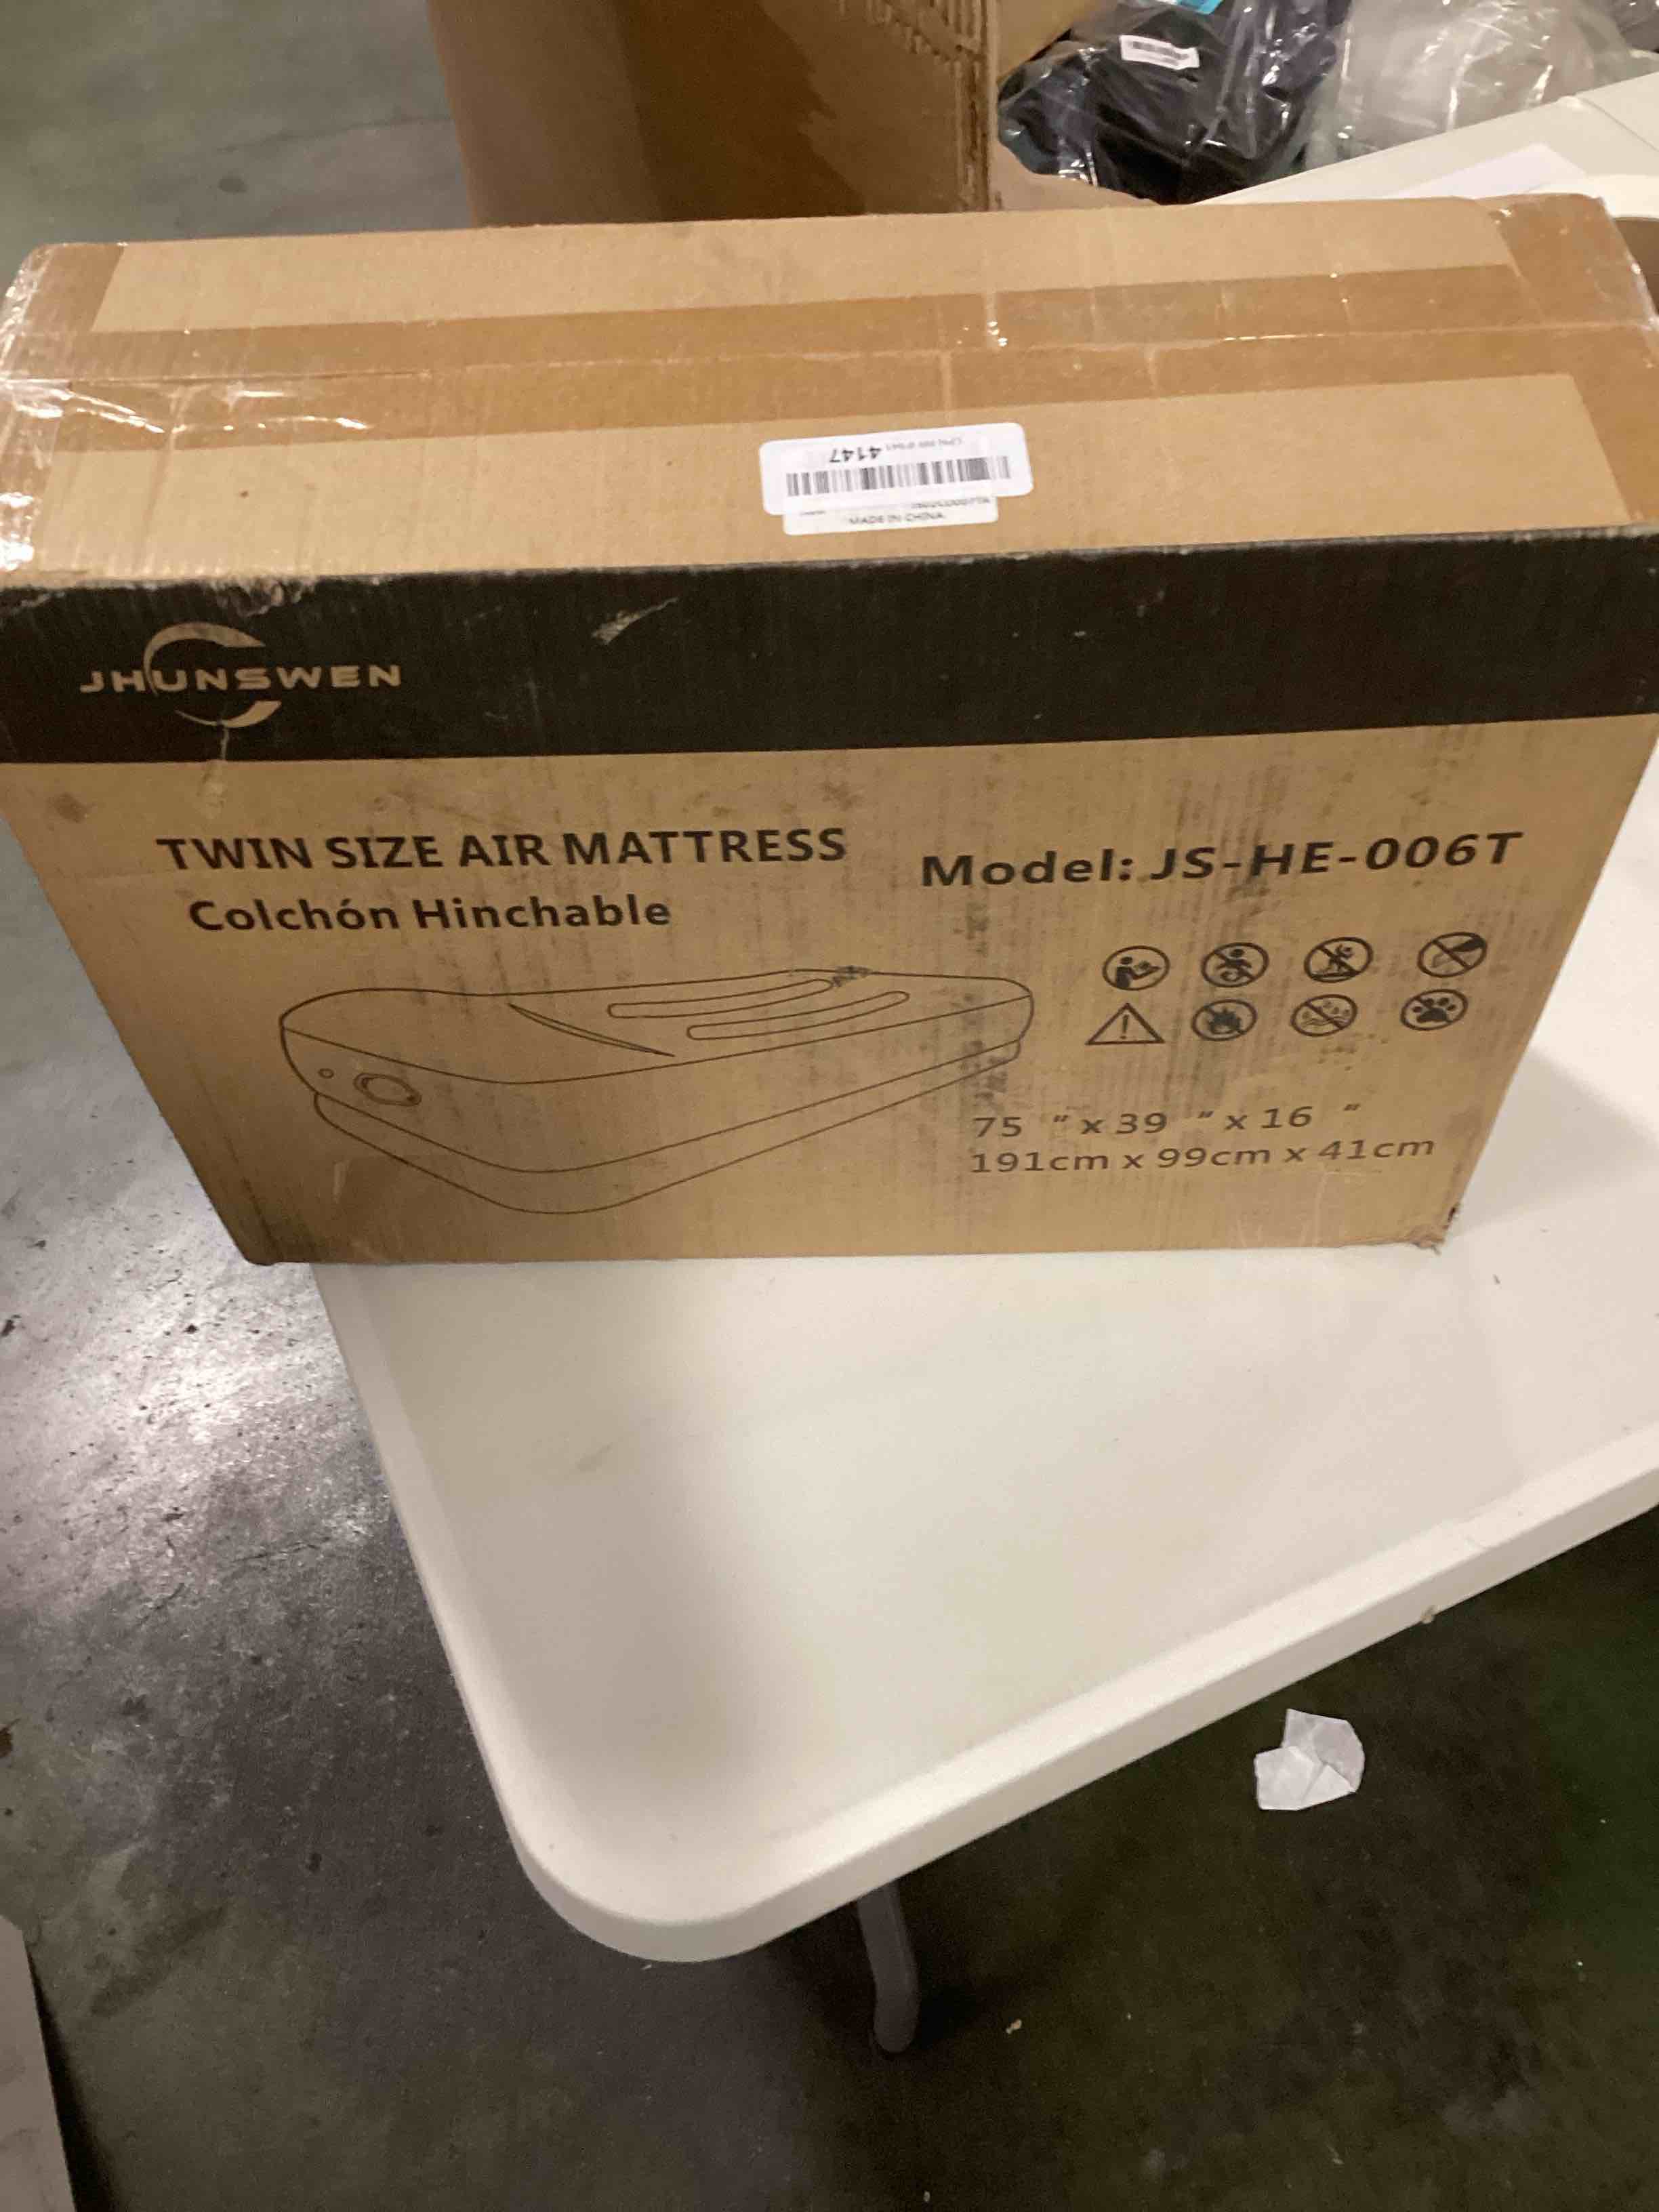 4147
MADE IN CHINA
JHUNSWEN
TWIN SIZE AIR MATTRESS
Colchón Hinchable
Model: JS-HE-006T
75 " x 39 " x 16 "
191cm x 99cm x 41cm